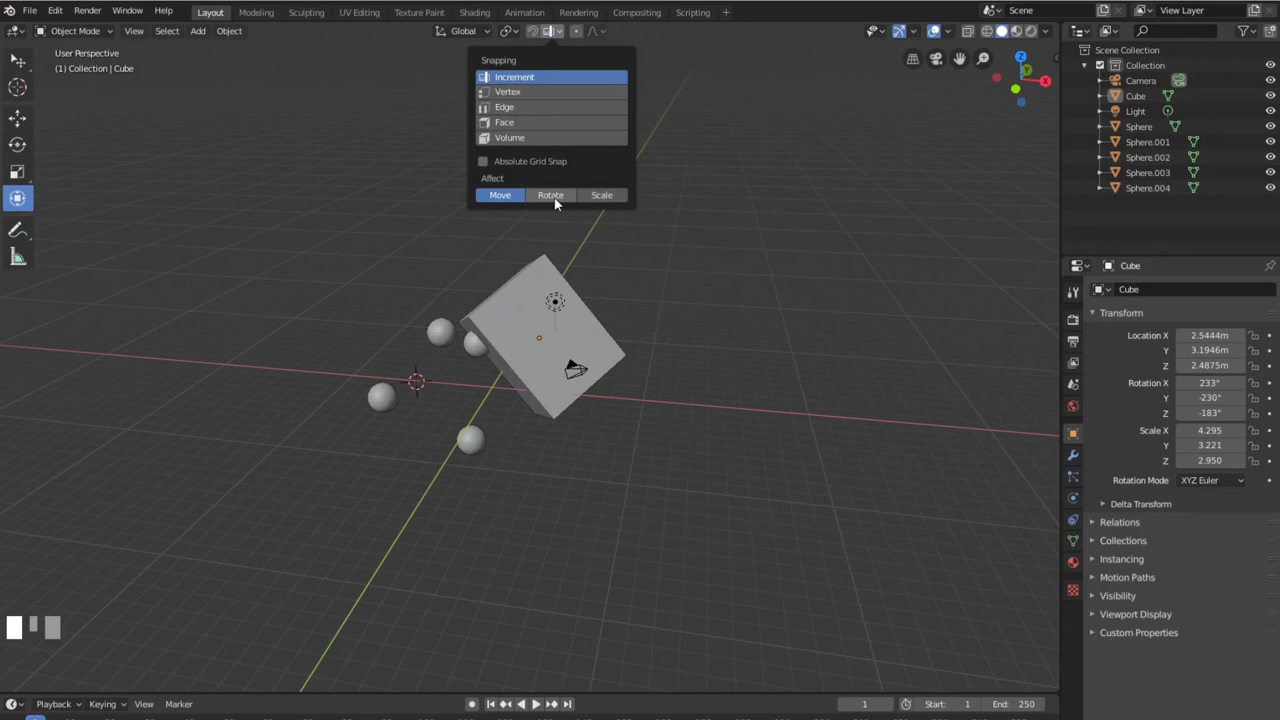 File Edit Render Window Help Layout Modeling Sculpting UV Editing Texture Paint Shading Animation Rendering Compositing Scripting + Scene View Layer
Object Mode View Select Add Object Global
User Perspective
(1) Collection | Cube
Snapping
Increment
Vertex
Edge
Face
Volume
Absolute Grid Snap
Affect
Move Rotate Scale
Z
Y
X
Scene Collection
Collection
Camera
Cube
Light
Sphere
Sphere.001
Sphere.002
Sphere.003
Sphere.004
Cube
Cube
Transform
Location X 2.5444m
Y 3.1946m
Z 2.4875m
Rotation X 233°
Y -230°
Z -183°
Scale X 4.295
Y 3.221
Z 2.950
Rotation Mode XYZ Euler
Delta Transform
Relations
Collections
Instancing
Motion Paths
Visibility
Viewport Display
Custom Properties
Playback Keying View Marker 1 Start: 1 End: 250